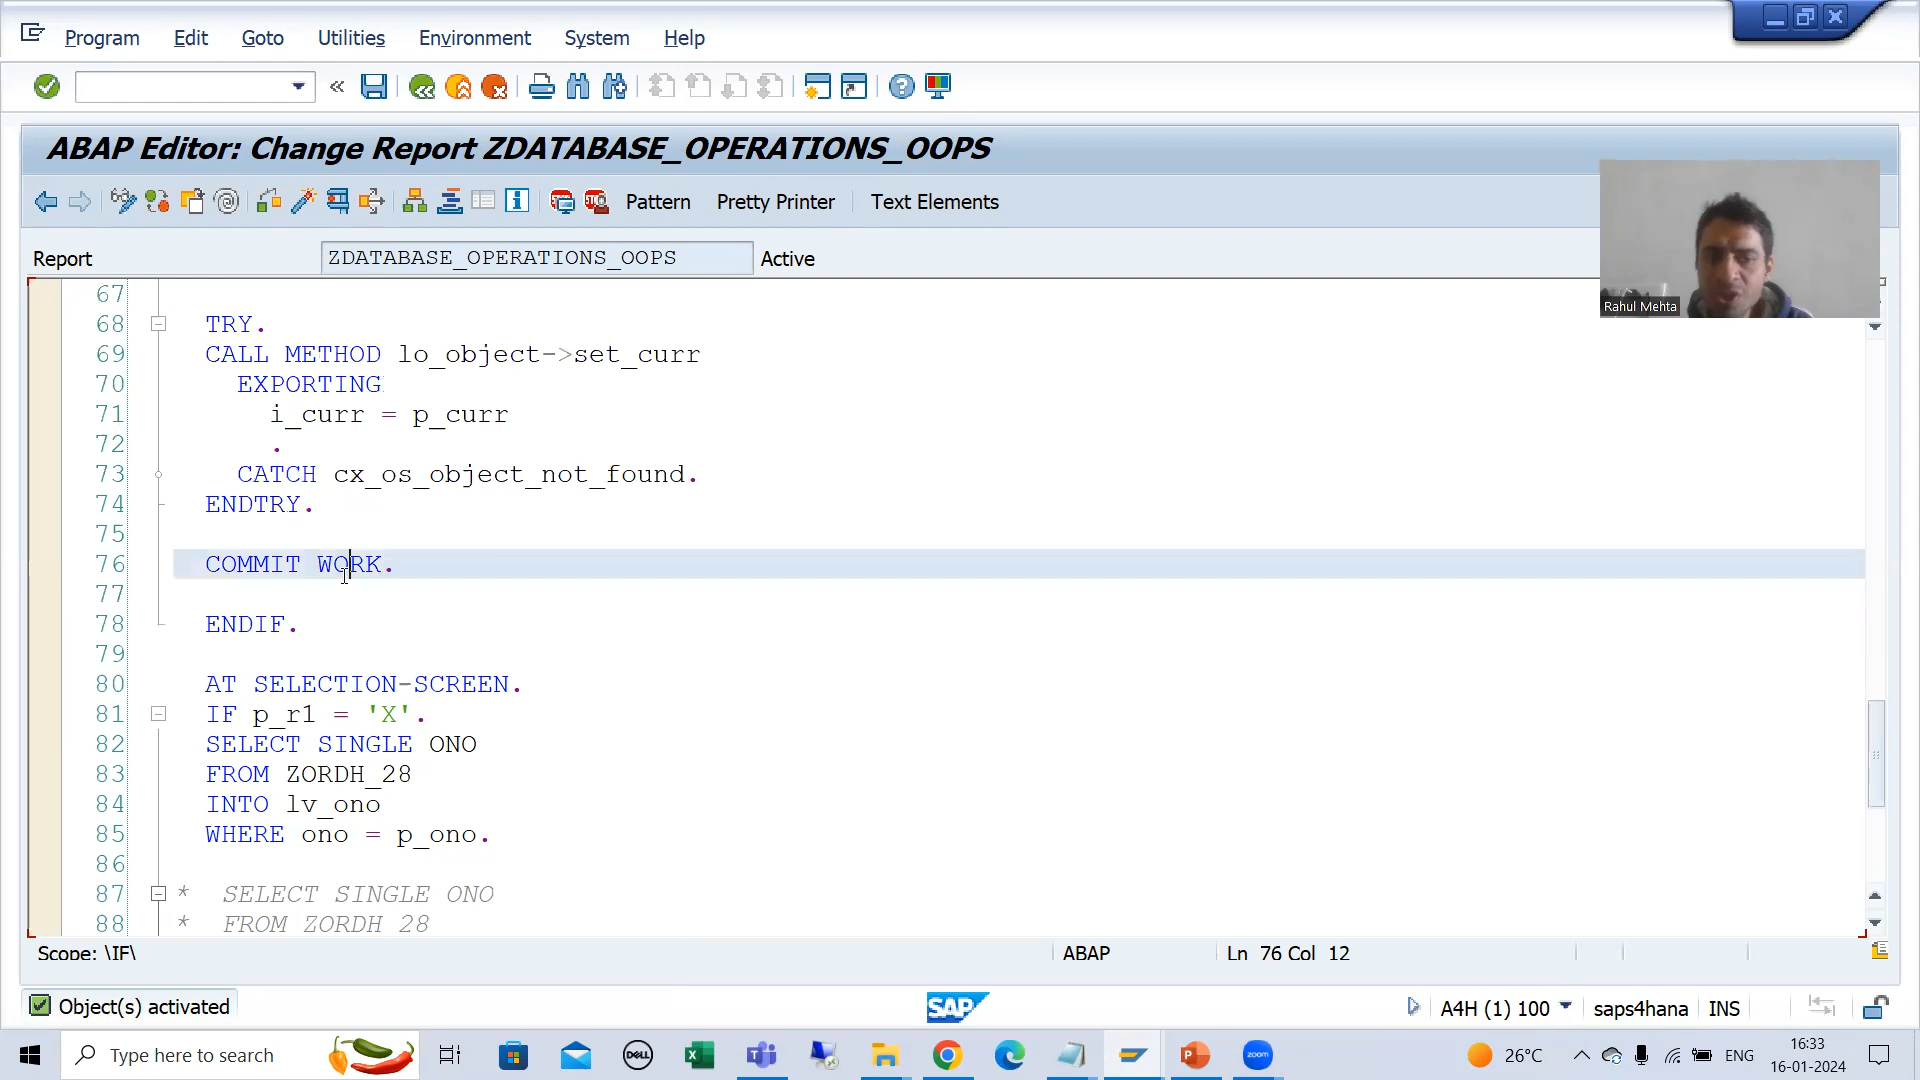 Program Edit Goto Utilities Environment System Help
«
ABAP Editor: Change Report ZDATABASE_OPERATIONS_OOPS
Pattern Pretty Printer Text Elements
Report ZDATABASE_OPERATIONS_OOPS Active
Rahul Mehta
67
68 TRY.
69 CALL METHOD lo_object->set_curr
70 EXPORTING
71 i_curr = p_curr
72 .
73 CATCH cx_os_object_not_found.
74 ENDTRY.
75
76 COMMIT WORK.
77
78 ENDIF.
79
80 AT SELECTION-SCREEN.
81 IF p_r1 = 'X'.
82 SELECT SINGLE ONO
83 FROM ZORDH_28
84 INTO lv_ono
85 WHERE ono = p_ono.
86
87 * SELECT SINGLE ONO
88 * FROM ZORDH_28
Scope: \IF\ ABAP Ln 76 Col 12
Object(s) activated SAP A4H (1) 100 saps4hana INS
Type here to search DELL zoom 26°C ENG 16:33
16-01-2024